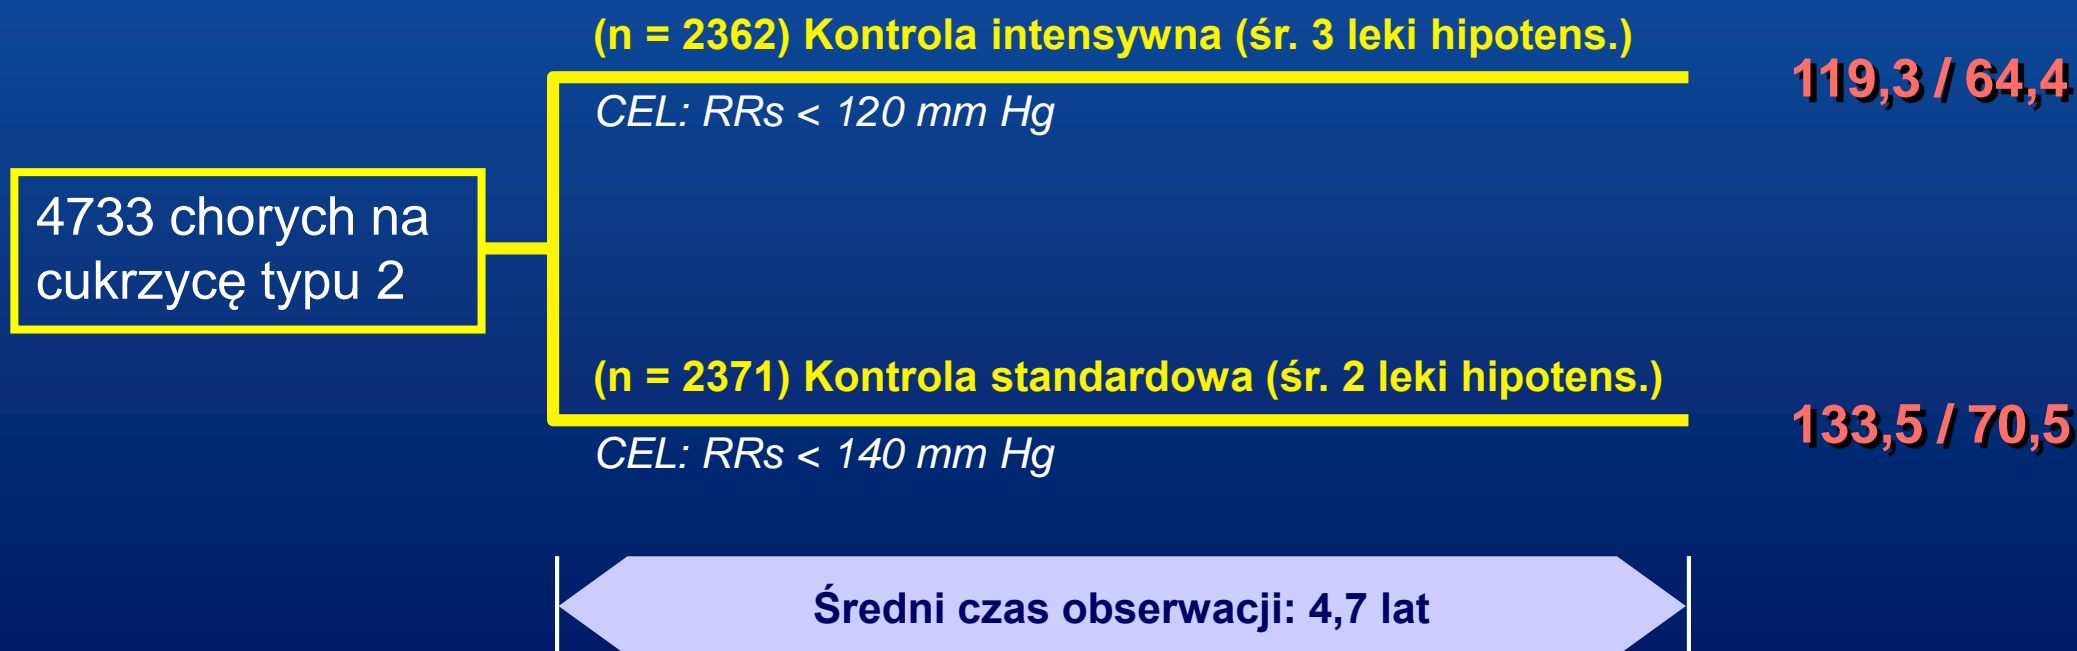 (n = 2362) Kontrola intensywna (śr. 3 leki hipotens.)
119,3 / 64,4
CEL: RRs < 120 mm Hg
4733 chorych na
cukrzycę typu 2
(n = 2371) Kontrola standardowa (śr. 2 leki hipotens.)
133,5 / 70,5
CEL: RRs < 140 mm Hg
Średni czas obserwacji: 4,7 lat